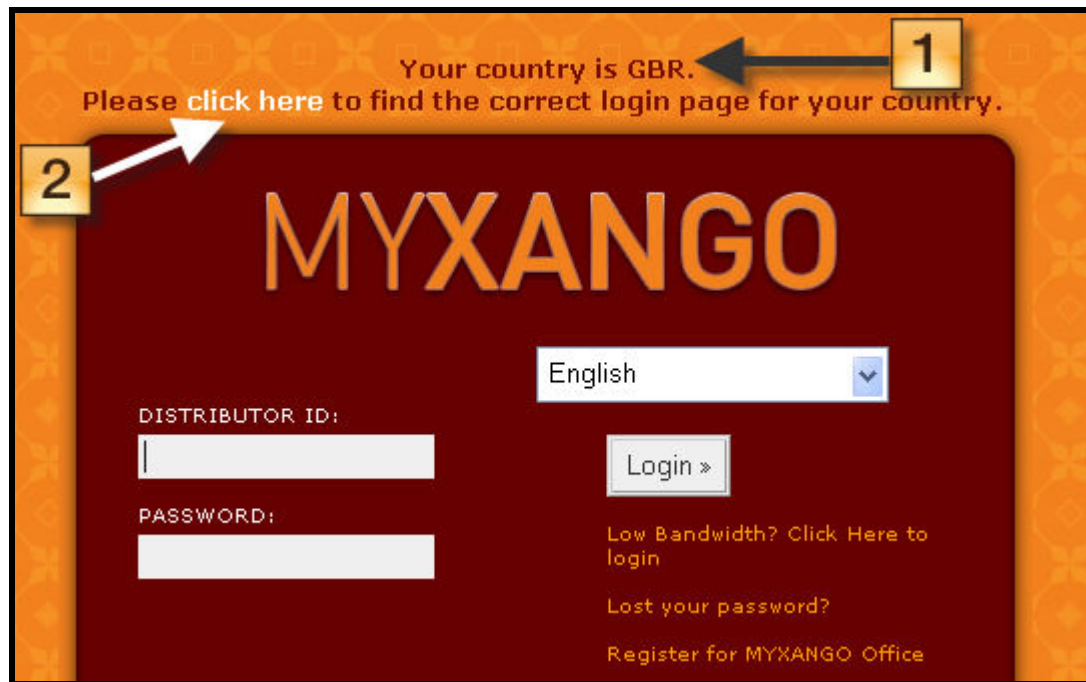 Your country is GBR.
1
Please click here to find the correct login page for your country.
2
MYXANGO
English
DISTRIBUTOR ID:
Login »
PASSWORD:
Low Bandwidth? Click Here to
login
Lost your password?
Register for MYXANGO Office